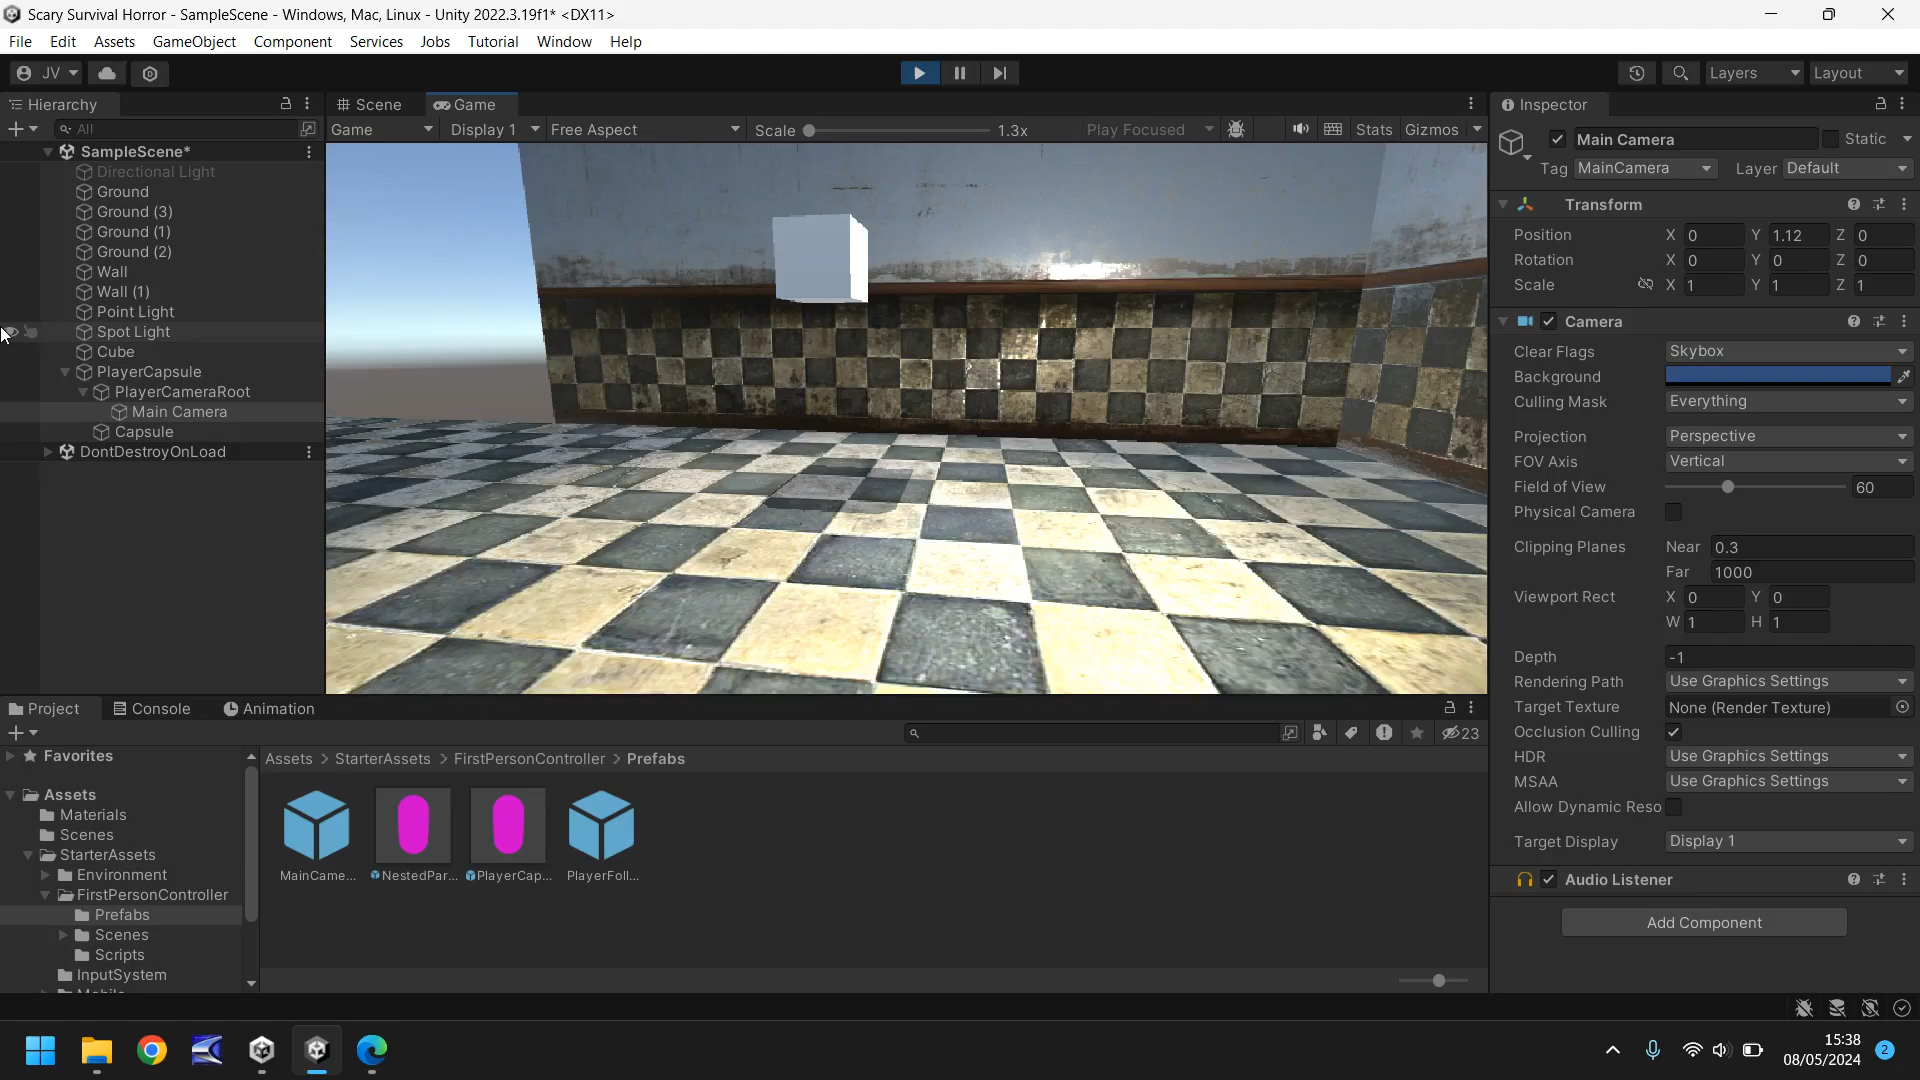 Scary Survival Horror - SampleScene - Windows, Mac, Linux - Unity 2022.3.19f1* <DX11>
File Edit Assets GameObject Component Services Jobs Tutorial Window Help
JV Layers Layout
Hierarchy
All
SampleScene*
Directional Light
Ground
Ground (3)
Ground (1)
Ground (2)
Wall
Wall (1)
Point Light
Spot Light
Cube
PlayerCapsule
PlayerCameraRoot
Main Camera
Capsule
DontDestroyOnLoad
Scene Game
Game Display 1 Free Aspect Scale 1.3x Play Focused Stats Gizmos
Inspector
Main Camera Static
Tag MainCamera Layer Default
Transform
Position X 0 Y 1.12 Z 0
Rotation X 0 Y 0 Z 0
Scale X 1 Y 1 Z 1
Camera
Clear Flags Skybox
Background
Culling Mask Everything
Projection Perspective
FOV Axis Vertical
Field of View 60
Physical Camera
Clipping Planes Near 0.3
Far 1000
Viewport Rect X 0 Y 0
W 1 H 1
Depth -1
Rendering Path Use Graphics Settings
Target Texture None (Render Texture)
Occlusion Culling
HDR Use Graphics Settings
MSAA Use Graphics Settings
Allow Dynamic Reso
Target Display Display 1
Audio Listener
Add Component
Project Console Animation
23
Favorites
Assets
Materials
Scenes
StarterAssets
Environment
FirstPersonController
Prefabs
Scenes
Scripts
InputSystem
Assets > StarterAssets > FirstPersonController > Prefabs
MainCame... NestedPar... PlayerCap... PlayerFoll...
15:38
08/05/2024
2